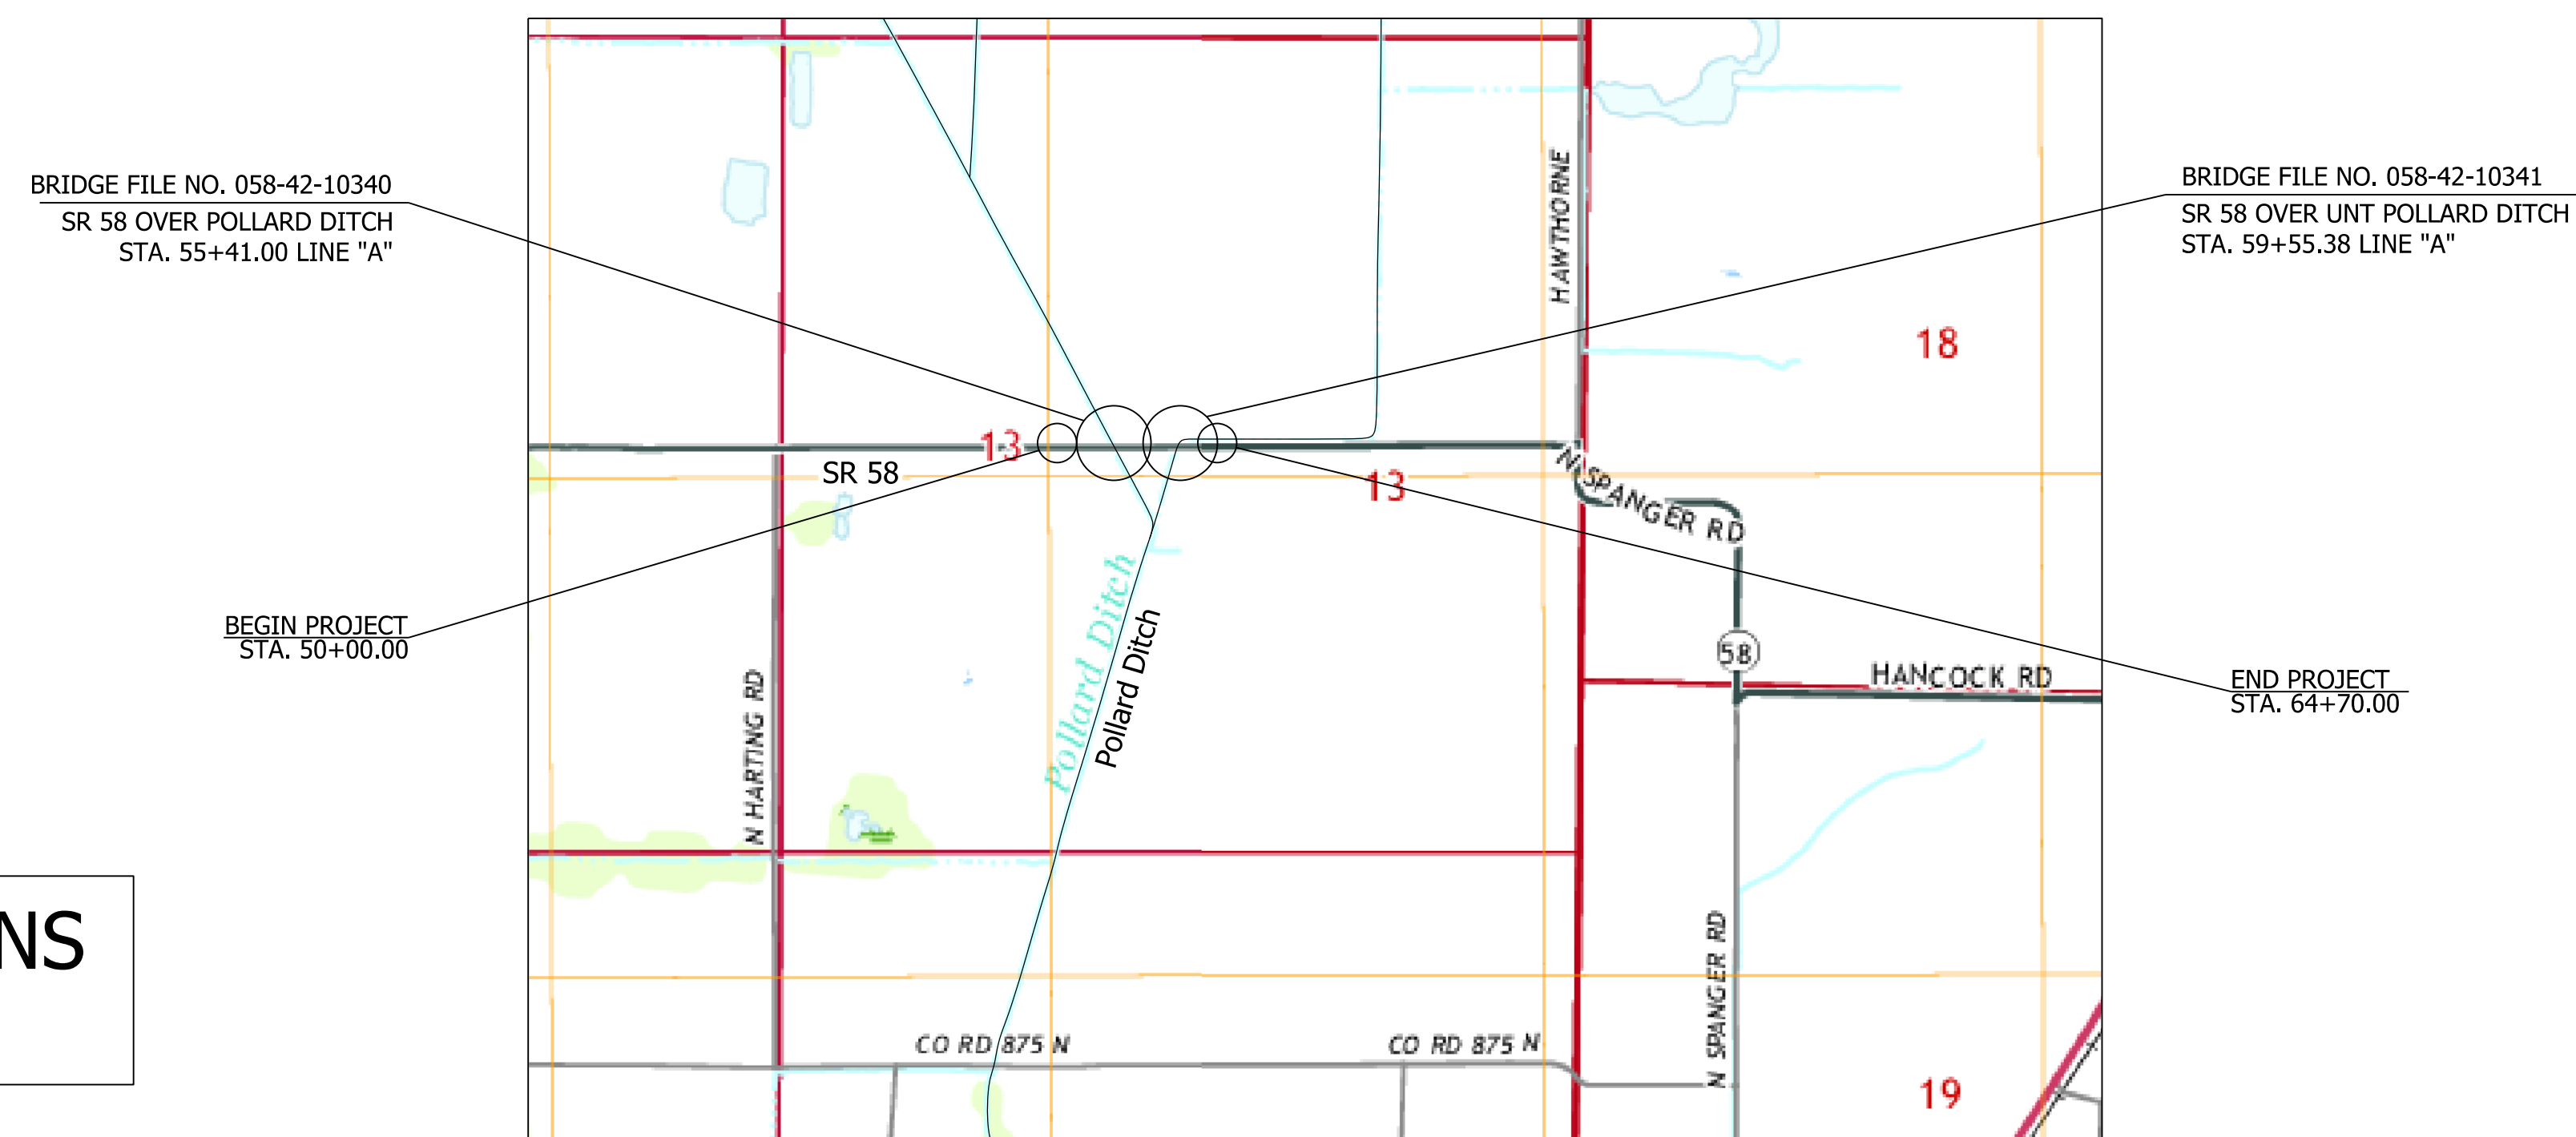 BRIDGE FILE NO. 058-42-10340
SR 58 OVER POLLARD DITCH
STA. 55+41.00 LINE "A"
BRIDGE FILE NO. 058-42-10341
SR 58 OVER UNT POLLARD DITCH
STA. 59+55.38 LINE "A"
HAWTHORNE
18
13
SR 58
13
N SPANGER RD
BEGIN PROJECT
STA. 50+00.00
Pollard Ditch
Pollard Ditch
58
HANCOCK RD
END PROJECT
STA. 64+70.00
N HARTING RD
NS
N SPANGER RD
CO RD 875 N
CO RD 875 N
19